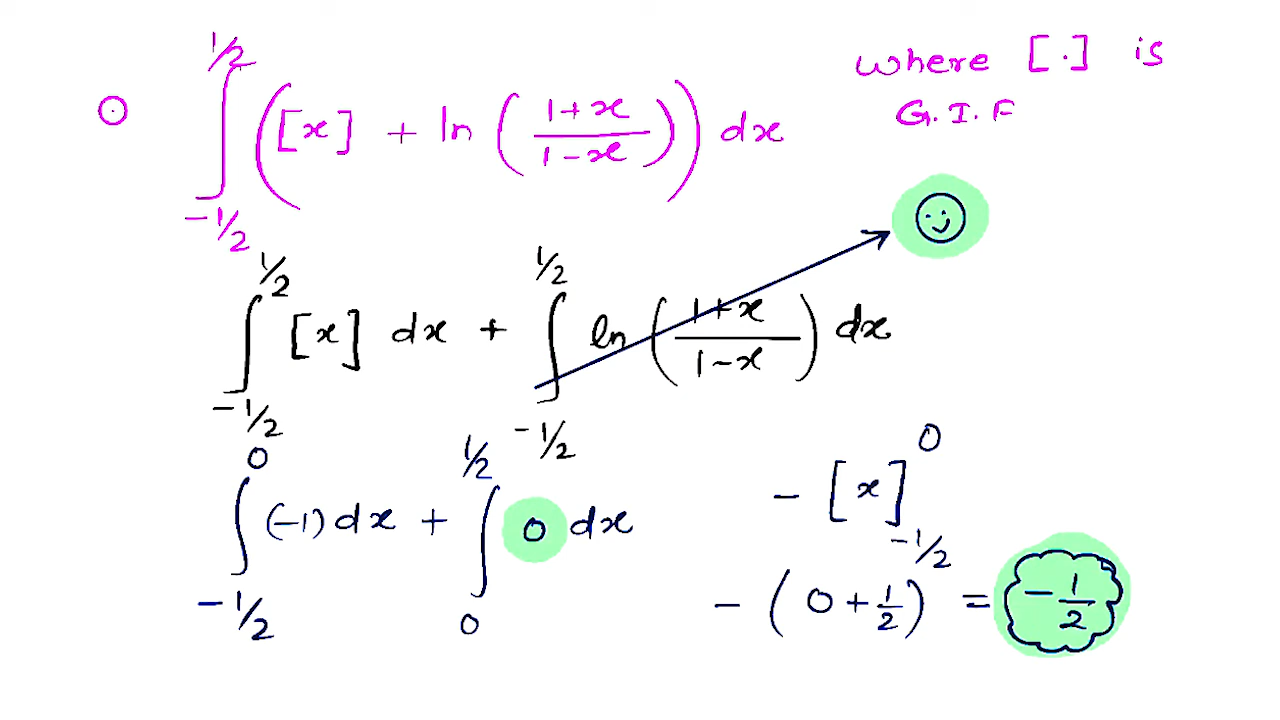 ∫_{-1/2}^{1/2} ([x] + ln((1+x)/(1-x))) dx where [.] is G.I.F
∫_{-1/2}^{1/2} [x] dx + ∫_{-1/2}^{1/2} ln((1+x)/(1-x)) dx
∫_{-1/2}^{0} (-1) dx + ∫_{0}^{1/2} 0 dx
- [x]_{-1/2}^{0}
- (0 + 1/2) = -1/2